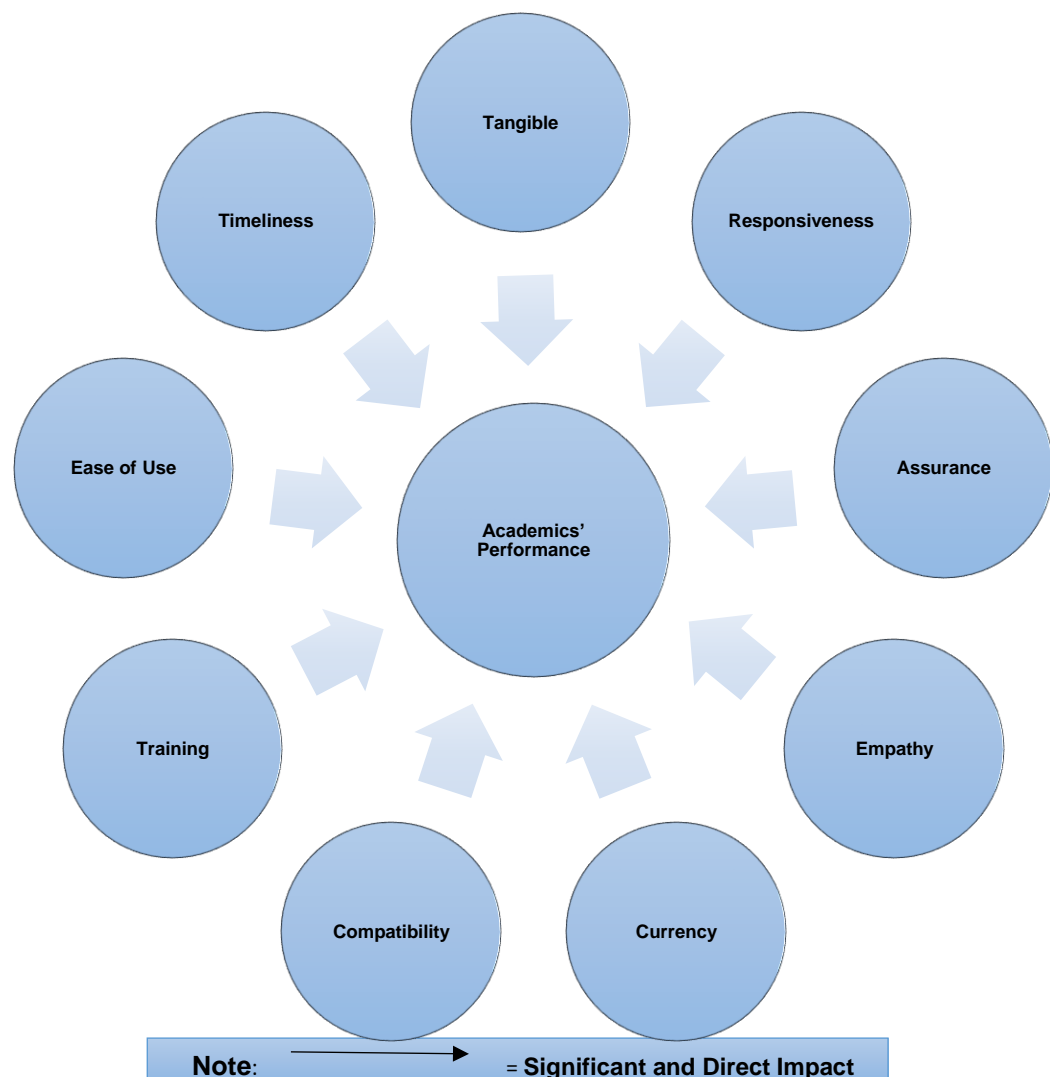 Tangible
Timeliness
Responsiveness
Ease of Use
Assurance
Academics’
Performance
Training
Empathy
Compatibility
Currency
Note: = Significant and Direct Impact